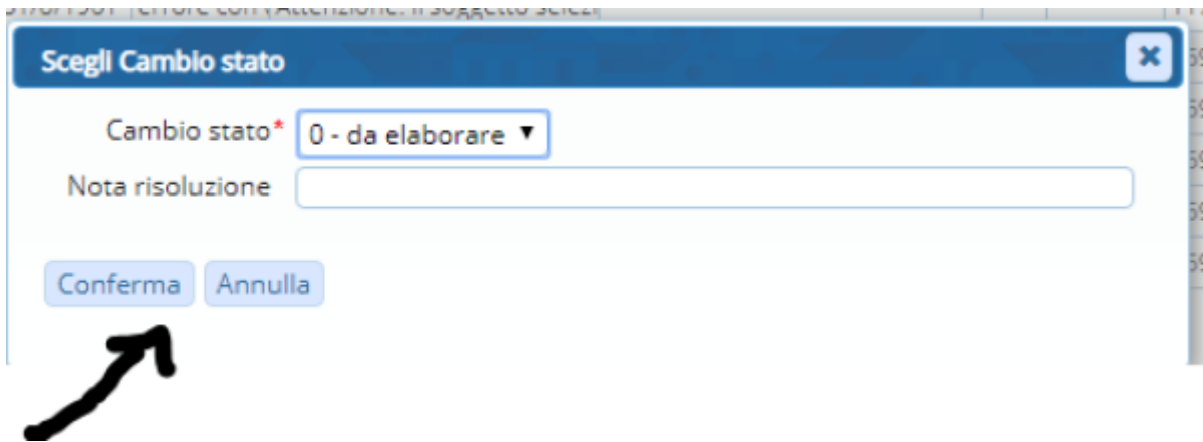 Scegli Cambio stato
Cambio stato* 0 - da elaborare
Nota risoluzione
Conferma Annulla